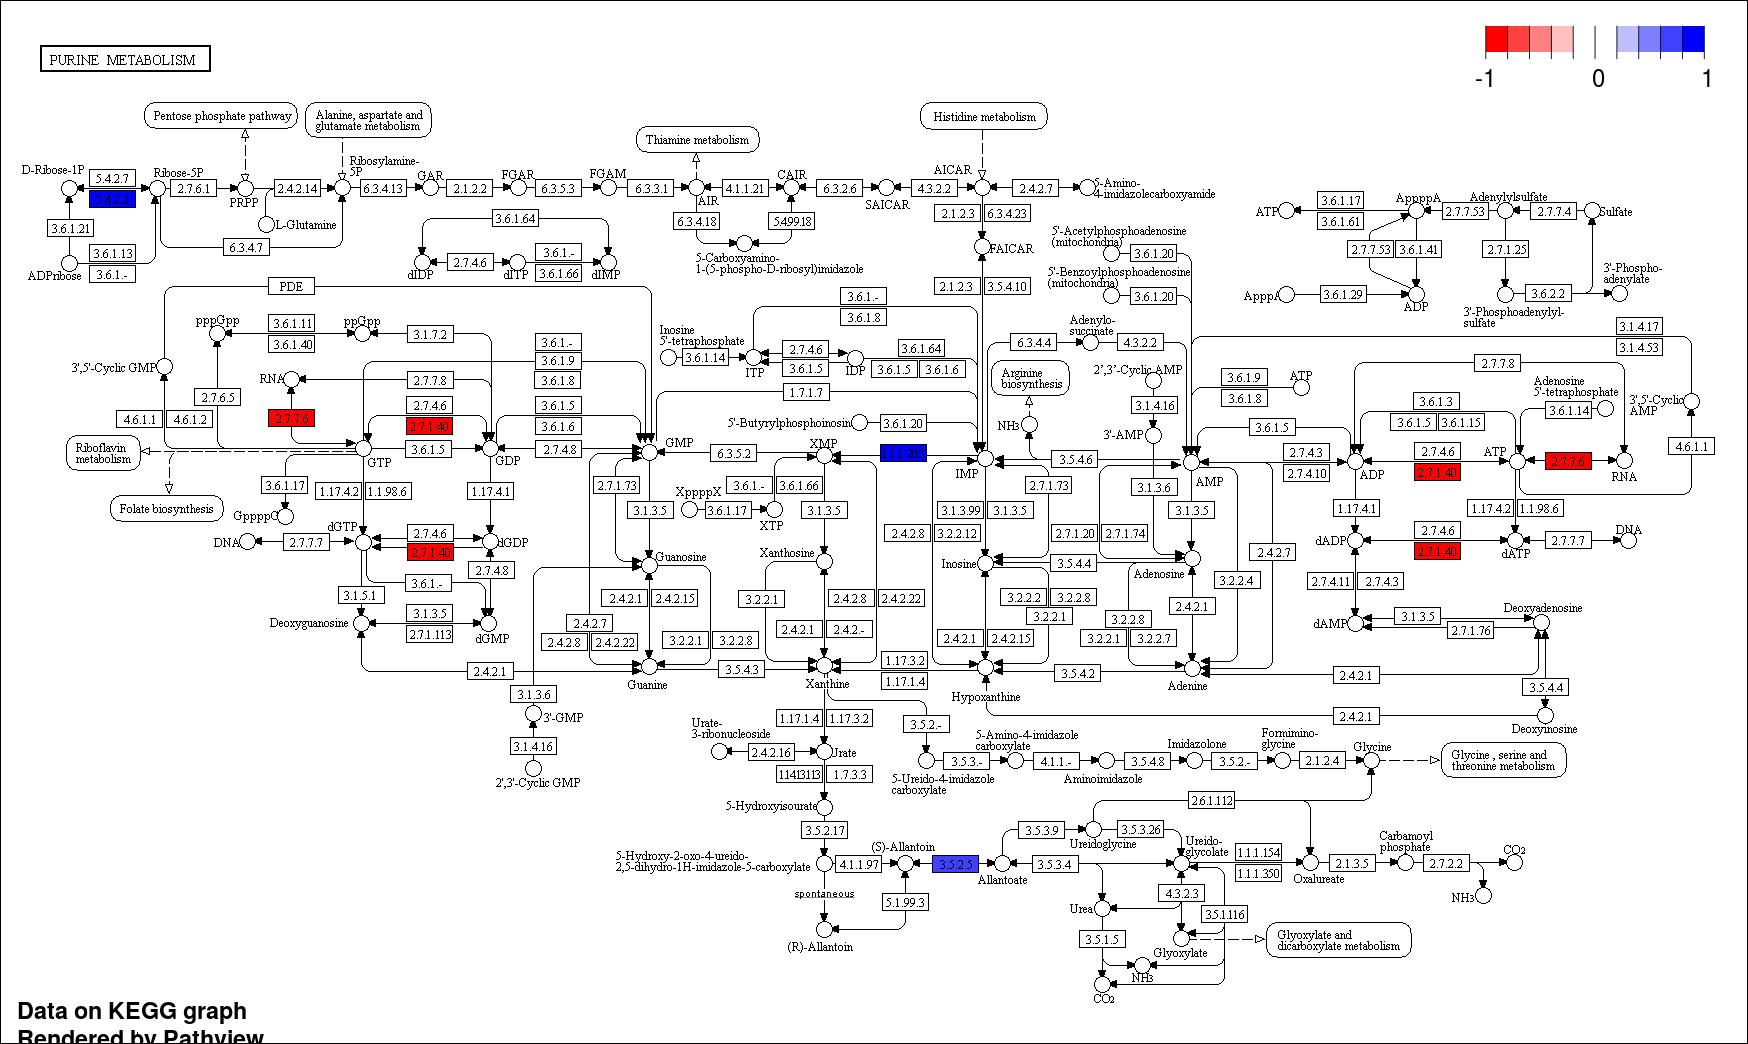 PURINE METABOLISM
-1 0 1
Pentose phosphate pathway
Alanine, aspartate and
glutamate metabolism
Thiamine metabolism
Histidine metabolism
D-Ribose-1P
5.4.2.7
Ribose-5P
2.7.6.1
PRPP
2.4.2.14
Ribosylamine-
5P
6.3.4.13
GAR
2.1.2.2
FGAR
6.3.5.3
FGAM
6.3.3.1
AIR
4.1.1.21
CAIR
6.3.2.6
SAICAR
4.3.2.2
AICAR
2.4.2.7
5-Amino-
4-imidazolecarboxyamide
3.6.1.21
ADPribose
3.6.1.13
3.6.1.-
L-Glutamine
6.3.4.7
3.6.1.64
dIDP
2.7.4.6
dITP
3.6.1.-
3.6.1.66
dIMP
6.3.4.18
5.4.99.18
5-Carboxyamino-
1-(5-phospho-D-ribosyl)imidazole
2.1.2.3
6.3.4.23
FAICAR
2.1.2.3
3.5.4.10
5'-Acetylphosphoadenosine
(mitochondria)
3.6.1.20
5'-Benzoylphosphoadenosine
(mitochondria)
3.6.1.20
ATP
3.6.1.17
3.6.1.61
AppppA
2.7.7.53
Adenylylsulfate
2.7.7.4
Sulfate
2.7.7.53
3.6.1.41
2.7.1.25
ApppA
3.6.1.29
ADP
3'-Phosphoadenylyl-
sulfate
3.6.2.2
3'-Phospho-
adenylate
PDE
pppGpp
3.6.1.11
3.6.1.40
ppGpp
3.1.7.2
3',5'-Cyclic GMP
RNA
2.7.7.8
2.7.6.5
4.6.1.1
4.6.1.2
2.7.7.6
2.7.4.6
2.7.1.40
3.6.1.5
GTP
GDP
3.6.1.-
3.6.1.9
3.6.1.8
3.6.1.5
3.6.1.6
2.7.4.8
GMP
Riboflavin
metabolism
Folate biosynthesis
3.6.1.17
GppppG
1.17.4.2
1.1.98.6
1.17.4.1
DNA
2.7.7.7
dGTP
2.7.4.6
2.7.1.40
dGDP
2.7.4.8
3.6.1.-
3.1.5.1
Deoxyguanosine
3.1.3.5
2.7.1.113
dGMP
2.4.2.1
3.6.1.-
3.6.1.8
Inosine
5'-tetraphosphate
3.6.1.14
ITP
2.7.4.6
3.6.1.5
IDP
3.6.1.64
3.6.1.5
3.6.1.6
1.7.1.7
5'-Butyrylphosphoinosine
3.6.1.20
6.3.5.2
XMP
IMP
XppppX
3.6.1.17
XTP
3.6.1.-
3.6.1.66
3.1.3.5
2.7.1.73
3.1.3.5
Guanosine
Xanthosine
2.4.2.1
2.4.2.15
2.4.2.7
2.4.2.8
2.4.2.22
3.2.2.1
3.2.2.8
Guanine
3.5.4.3
3.2.2.1
2.4.2.8
2.4.2.22
2.4.2.1
2.4.2.-
Xanthine
1.17.3.2
1.17.1.4
6.3.4.4
Adenylo-
succinate
4.3.2.2
Arginine
biosynthesis
NH3
3.5.4.6
2',3'-Cyclic AMP
3.1.4.16
3'-AMP
3.1.3.6
AMP
2.7.1.73
3.1.3.99
3.1.3.5
2.4.2.8
3.2.2.12
2.7.1.20
2.7.1.74
3.1.3.5
Inosine
3.5.4.4
Adenosine
3.2.2.2
3.2.2.8
3.2.2.1
2.4.2.1
2.4.2.15
3.2.2.8
3.2.2.1
3.2.2.7
2.4.2.1
3.2.2.4
2.4.2.7
Hypoxanthine
3.5.4.2
Adenine
3.1.4.17
3.1.4.53
3.6.1.9
3.6.1.8
ATP
2.7.7.8
Adenosine
5'-tetraphosphate
3.6.1.14
3',5'-Cyclic
AMP
3.6.1.3
3.6.1.5
3.6.1.15
3.6.1.5
2.7.4.3
2.7.4.10
ADP
2.7.4.6
2.7.1.40
ATP
2.7.7.6
RNA
4.6.1.1
1.17.4.1
1.17.4.2
1.1.98.6
dADP
2.7.4.6
2.7.1.40
dATP
2.7.7.7
DNA
2.7.4.11
2.7.4.3
dAMP
3.1.3.5
2.7.1.76
Deoxyadenosine
2.4.2.1
3.5.4.4
2.4.2.1
Deoxyinosine
3.1.3.6
3'-GMP
3.1.4.16
2',3'-Cyclic GMP
1.17.1.4
1.17.3.2
Urate-
3-ribonucleoside
2.4.2.16
Urate
1.14.13.113
1.7.3.3
5-Hydroxyisourate
3.5.2.17
3.5.2.-
5-Ureido-4-imidazole
carboxylate
3.5.3.-
5-Amino-4-imidazole
carboxylate
4.1.1.-
Aminoimidazole
3.5.4.8
Imidazolone
3.5.2.-
Formimino-
glycine
2.1.2.4
Glycine
Glycine , serine and
threonine metabolism
5-Hydroxy-2-oxo-4-ureido-
2,5-dihydro-1H-imidazole-5-carboxylate
4.1.1.97
(S)-Allantoin
3.5.2.5
Allantoate
3.5.3.9
Ureidoglycine
3.5.3.26
2.6.1.112
3.5.3.4
Ureido-
glycolate
1.1.1.154
1.1.1.350
Oxalureate
2.1.3.5
Carbamoyl
phosphate
2.7.2.2
CO2
NH3
spontaneous
5.1.99.3
(R)-Allantoin
Urea
3.5.1.5
4.3.2.3
3.5.1.116
Glyoxylate
Glyoxylate and
dicarboxylate metabolism
NH3
CO2
Data on KEGG graph
Rendered by Pathview